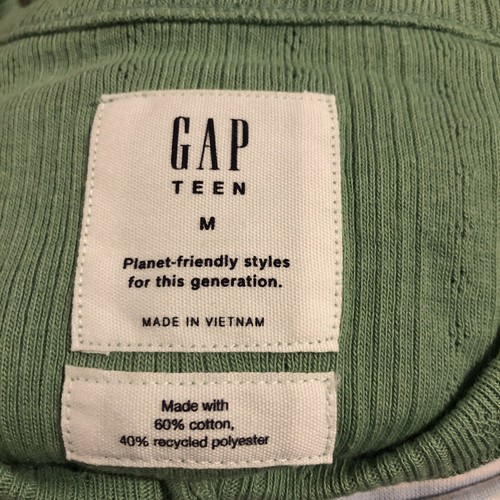 GAP
TEEN
M
Planet-friendly styles
for this generation.
MADE IN VIETNAM
Made with
60% cotton,
40% recycled polyester